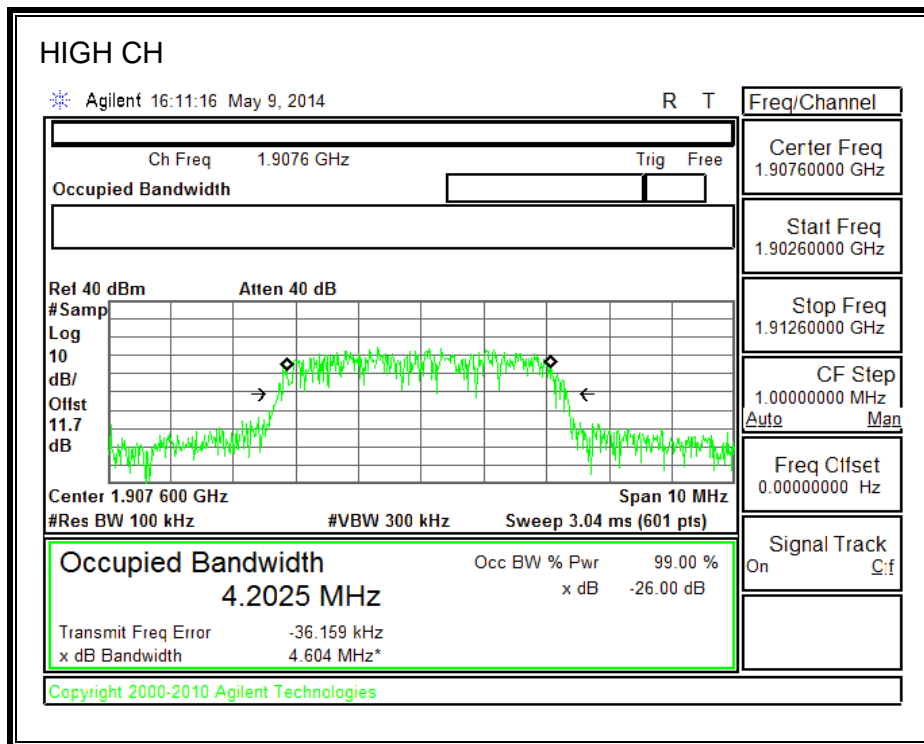 HIGH CH
Agilent 16:11:16 May 9, 2014 R T
Freq/Channel
Ch Freq 1.9076 GHz Trig Free
Occupied Bandwidth
Center Freq
1.90760000 GHz
Start Freq
1.90260000 GHz
Stop Freq
1.91260000 GHz
CF Step
1.00000000 MHz
Auto Man
Freq Offset
0.00000000 Hz
Signal Track
On Off
Ref 40 dBm Atten 40 dB
#Samp
Log
10
dB/
Offst
11.7
dB
Center 1.907 600 GHz Span 10 MHz
#Res BW 100 kHz #VBW 300 kHz Sweep 3.04 ms (601 pts)
Occupied Bandwidth
4.2025 MHz
Occ BW % Pwr 99.00 %
x dB -26.00 dB
Transmit Freq Error -36.159 kHz
x dB Bandwidth 4.604 MHz*
Copyright 2000-2010 Agilent Technologies